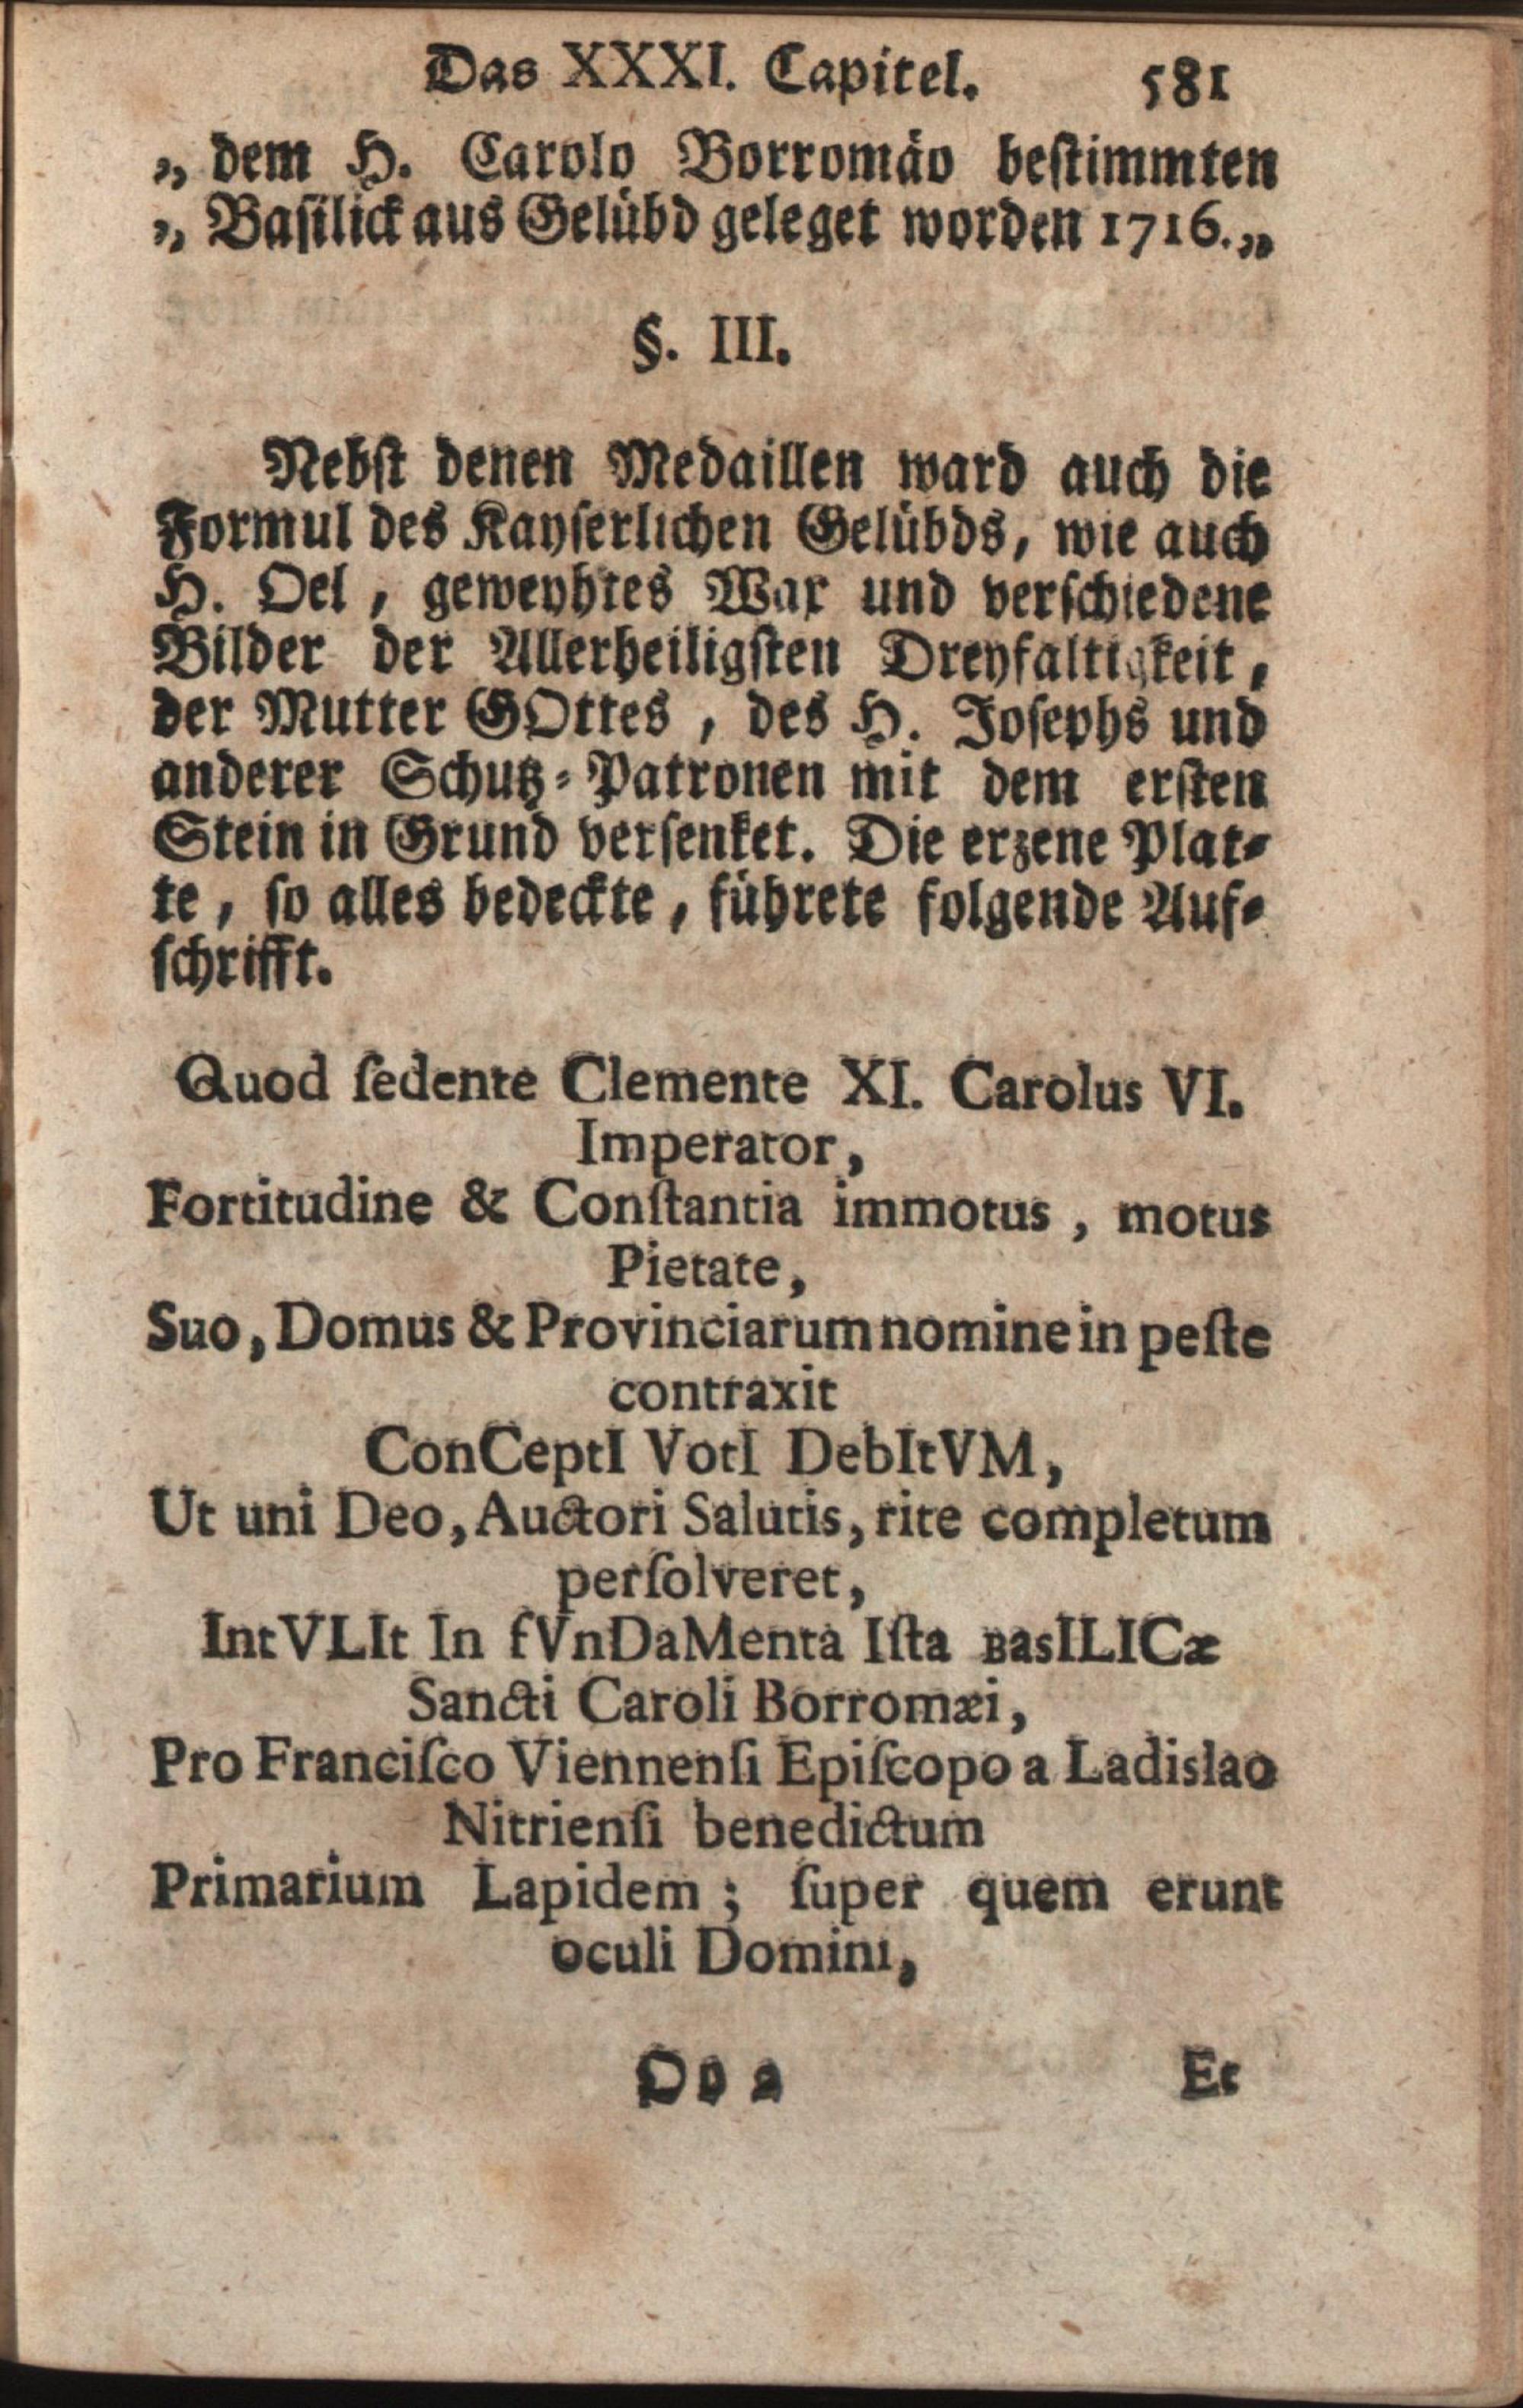 Das XXXI. Capitel. 581
„ dem H. Carolo Borromäo bestimmten
„ Basilick aus Gelübd geleget worden 1716.„
§. III.
Nebst denen Medaillen ward auch die
Formul des Kayserlichen Gelübds, wie auch
H. Oel, geweyhtes Wax und verschiedene
Bilder der Allerheiligsten Dreyfaltigkeit,
der Mutter GOttes, des H. Josephs und
anderer Schutz-Patronen mit dem ersten
Stein in Grund versenket. Die erzene Plat-
te, so alles bedeckte, führete folgende Auf-
schrifft.
Quod ſedente Clemente XI. Carolus VI.
Imperator,
Fortitudine & Conſtantia immotus, motus
Pietate,
Suo, Domus & Provinciarum nomine in peſte
contraxit
ConCeptI VotI DebItVM,
Ut uni Deo, Auctori Salutis, rite completum
perſolveret,
IntVLIt In fVnDaMenta Iſta BasILICæ
Sancti Caroli Borromæi,
Pro Franciſco Viennenſi Epiſcopo a Ladislao
Nitrienſi benedictum
Primarium Lapidem; ſuper quem erunt
oculi Domini,
Oo 2 Et